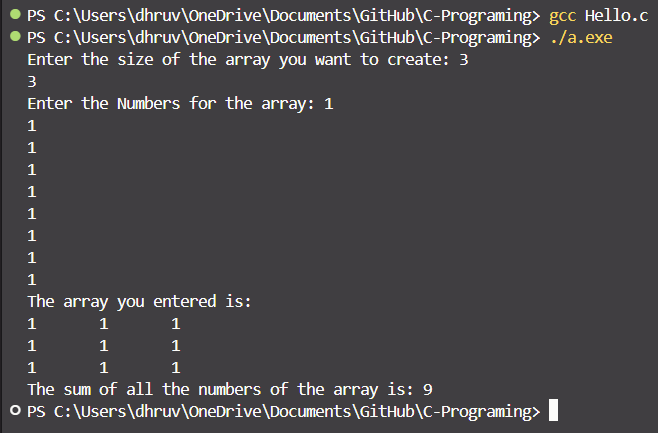 PS C:\Users\dhruv\OneDrive\Documents\GitHub\C-Programing> gcc Hello.c
PS C:\Users\dhruv\OneDrive\Documents\GitHub\C-Programing> ./a.exe
Enter the size of the array you want to create: 3
3
Enter the Numbers for the array: 1
1
1
1
1
1
1
1
1
The array you entered is:
1 1 1
1 1 1
1 1 1
The sum of all the numbers of the array is: 9
PS C:\Users\dhruv\OneDrive\Documents\GitHub\C-Programing>